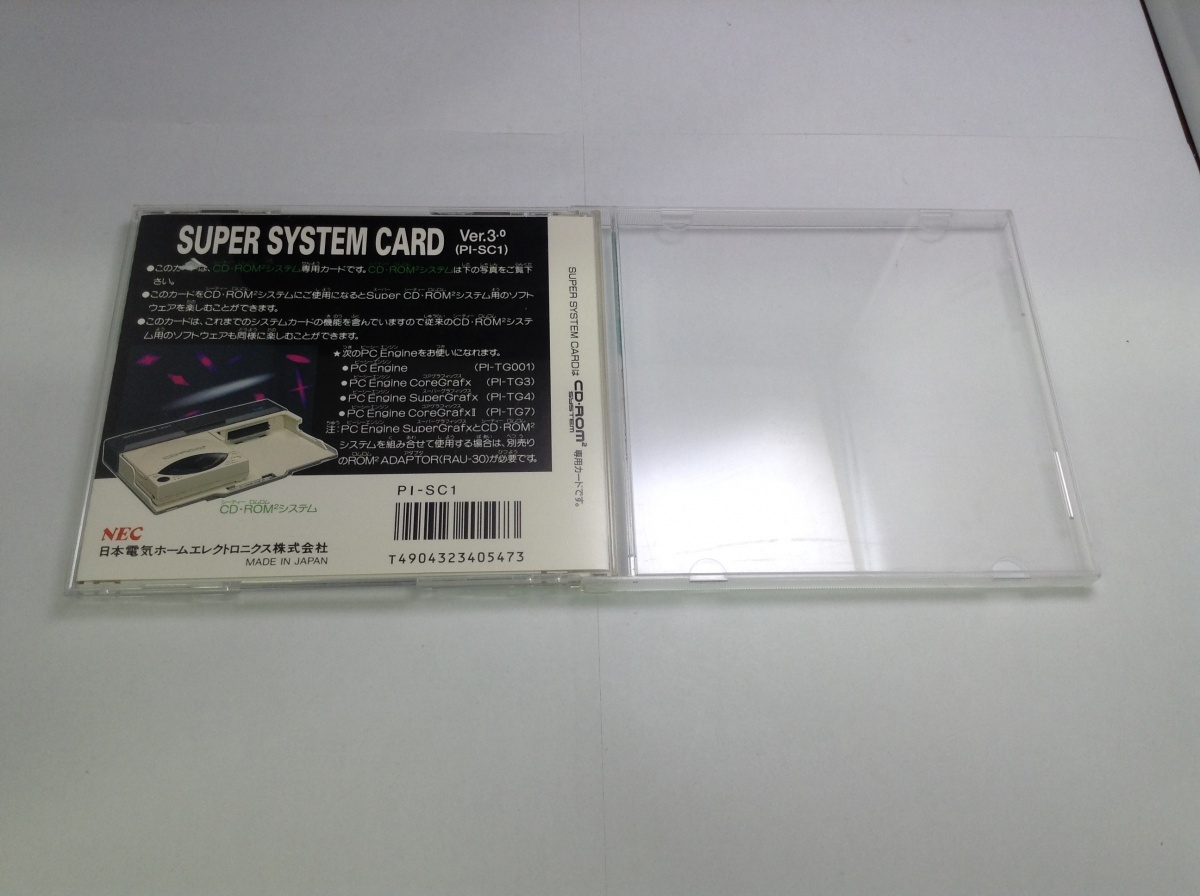 SUPER SYSTEM CARD Ver.3.0
(PI-SC1)
●このカードは、CD・ROM²システム専用カードです。CD・ROM²システムは下の写真をご覧下
さい。
●このカードをCD・ROM²システムにご使用になるとSuper CD・ROM²システム用のソフト
ウェアを楽しむことができます。
●このカードは、これまでのシステムカードの機能を含んでいますので従来のCD・ROM²システ
ム用のソフトウェアも同様に楽しむことができます。
★次のPC Engineをお使いになれます。
●PC Engine (PI-TG001)
●PC Engine CoreGrafx (PI-TG3)
●PC Engine SuperGrafx (PI-TG4)
●PC Engine CoreGrafxⅡ (PI-TG7)
注:PC Engine SuperGrafxとCD・ROM²
システムを組み合せて使用する場合は、別売り
のROM² ADAPTOR(RAU-30)が必要です。
CD・ROM²システム
PI-SC1
T4904323405473
NEC
日本電気ホームエレクトロニクス株式会社
MADE IN JAPAN
SUPER SYSTEM CARDは CD・ROM² SYSTEM 専用カードです。